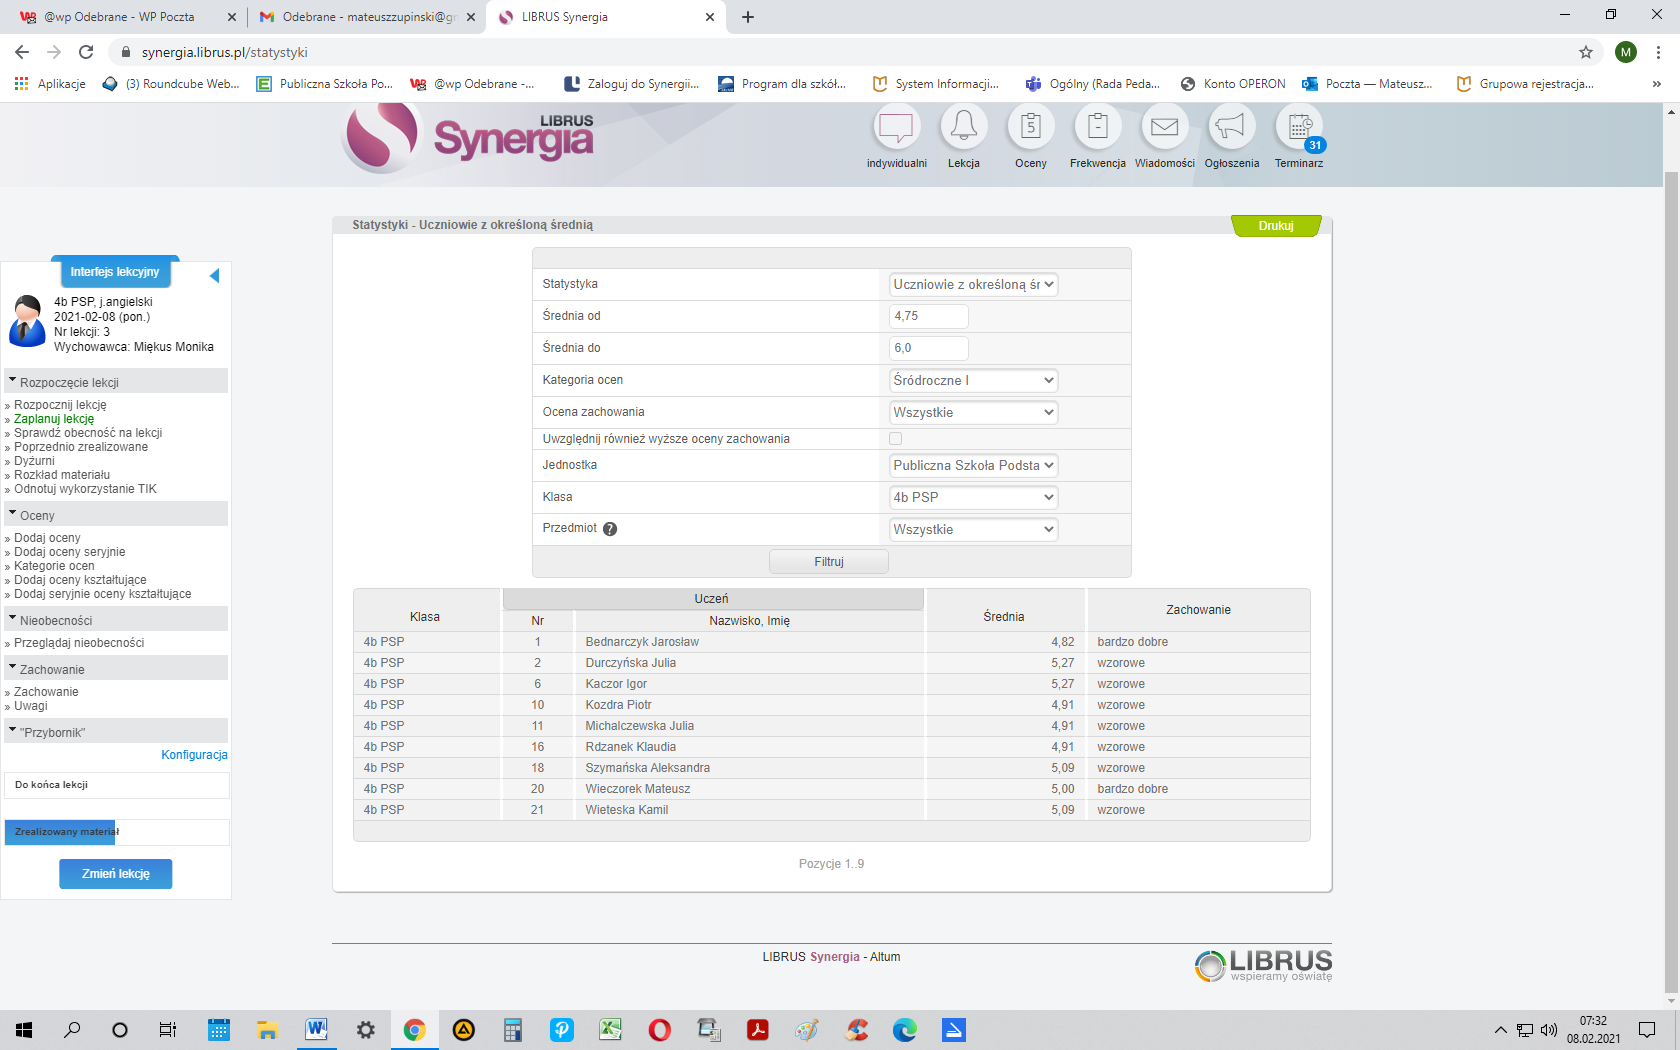 @wp Odebrane - WP Poczta
Odebrane - mateuszzupinski@gm
LIBRUS Synergia
synergia.librus.pl/statystyki
M
Aplikacje
(3) Roundcube Web...
Publiczna Szkoła Po...
@wp Odebrane -...
Zaloguj do Synergii...
Program dla szkół...
System Informacji...
Ogólny (Rada Peda...
Konto OPERON
Poczta — Mateusz...
Grupowa rejestracja...
»
LIBRUS
Synergia
5
31
indywidualni
Lekcja
Oceny
Frekwencja
Wiadomości
Ogłoszenia
Terminarz
Statystyki - Uczniowie z określoną średnią
Drukuj
Interfejs lekcyjny
4b PSP, j.angielski
2021-02-08 (pon.)
Nr lekcji: 3
Wychowawca: Miękus Monika
Rozpoczęcie lekcji
» Rozpocznij lekcję
» Zaplanuj lekcję
» Sprawdź obecność na lekcji
» Poprzednio zrealizowane
» Dyżurni
» Rozkład materiału
» Odnotuj wykorzystanie TIK
Oceny
» Dodaj oceny
» Dodaj oceny seryjnie
» Kategorie ocen
» Dodaj oceny kształtujące
» Dodaj seryjnie oceny kształtujące
Nieobecności
» Przeglądaj nieobecności
Zachowanie
» Zachowanie
» Uwagi
"Przybornik"
Konfiguracja
Do końca lekcji
Zrealizowany materiał
Zmień lekcję
Statystyka Uczniowie z określoną śr
Średnia od 4,75
Średnia do 6,0
Kategoria ocen Śródroczne I
Ocena zachowania Wszystkie
Uwzględnij również wyższe oceny zachowania
Jednostka Publiczna Szkoła Podsta
Klasa 4b PSP
Przedmiot ? Wszystkie
Filtruj
Klasa Uczeń Średnia Zachowanie
Nr Nazwisko, Imię
4b PSP 1 Bednarczyk Jarosław 4,82 bardzo dobre
4b PSP 2 Durczyńska Julia 5,27 wzorowe
4b PSP 6 Kaczor Igor 5,27 wzorowe
4b PSP 10 Kozdra Piotr 4,91 wzorowe
4b PSP 11 Michalczewska Julia 4,91 wzorowe
4b PSP 16 Rdzanek Klaudia 4,91 wzorowe
4b PSP 18 Szymańska Aleksandra 5,09 wzorowe
4b PSP 20 Wieczorek Mateusz 5,00 bardzo dobre
4b PSP 21 Wieteska Kamil 5,09 wzorowe
Pozycje 1..9
LIBRUS Synergia - Altum
LIBRUS
wspieramy oświatę
07:32
08.02.2021